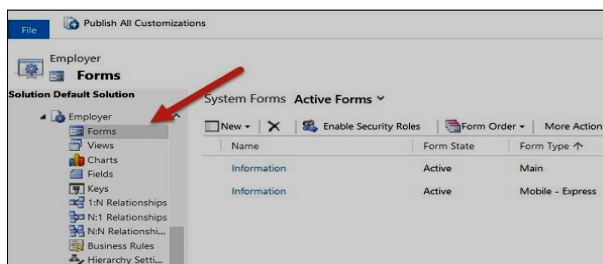 File
Publish All Customizations
Employer
Forms
Solution Default Solution
Employer
Forms
Views
Charts
Fields
Keys
1:N Relationships
N:1 Relationships
N:N Relationshi...
Business Rules
Hierarchy Setti...
System Forms Active Forms
New Enable Security Roles Form Order More Action
Name Form State Form Type
Information Active Main
Information Active Mobile - Express